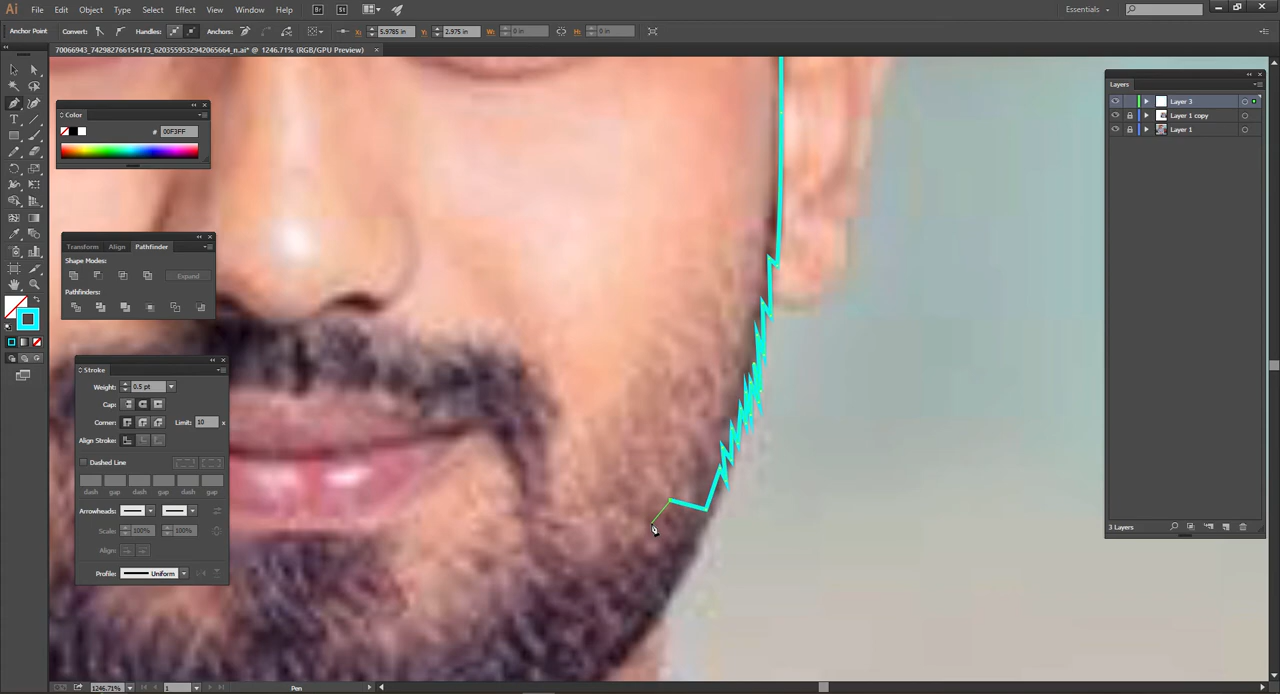 Ai File Edit Object Type Select Effect View Window Help Br St Essentials
Anchor Point Convert: Handles: Anchors: X: 5.9785 in Y: 2.975 in W: 0 in H: 0 in
70066943_742982766154173_6203559532942065664_n.ai* @ 1246.71% (RGB/GPU Preview)
Layers
Layer 3
Layer 1 copy
Layer 1
Color
# 00F3FF
Transform Align Pathfinder
Shape Modes:
Expand
Pathfinders:
Stroke
Weight: 0.5 pt
Cap:
Corner: Limit: 10 x
Align Stroke:
Dashed Line
dash gap dash gap dash gap
Arrowheads:
Scale: 100% 100%
Align:
Profile: Uniform
3 Layers
1246.71% 1 Pen